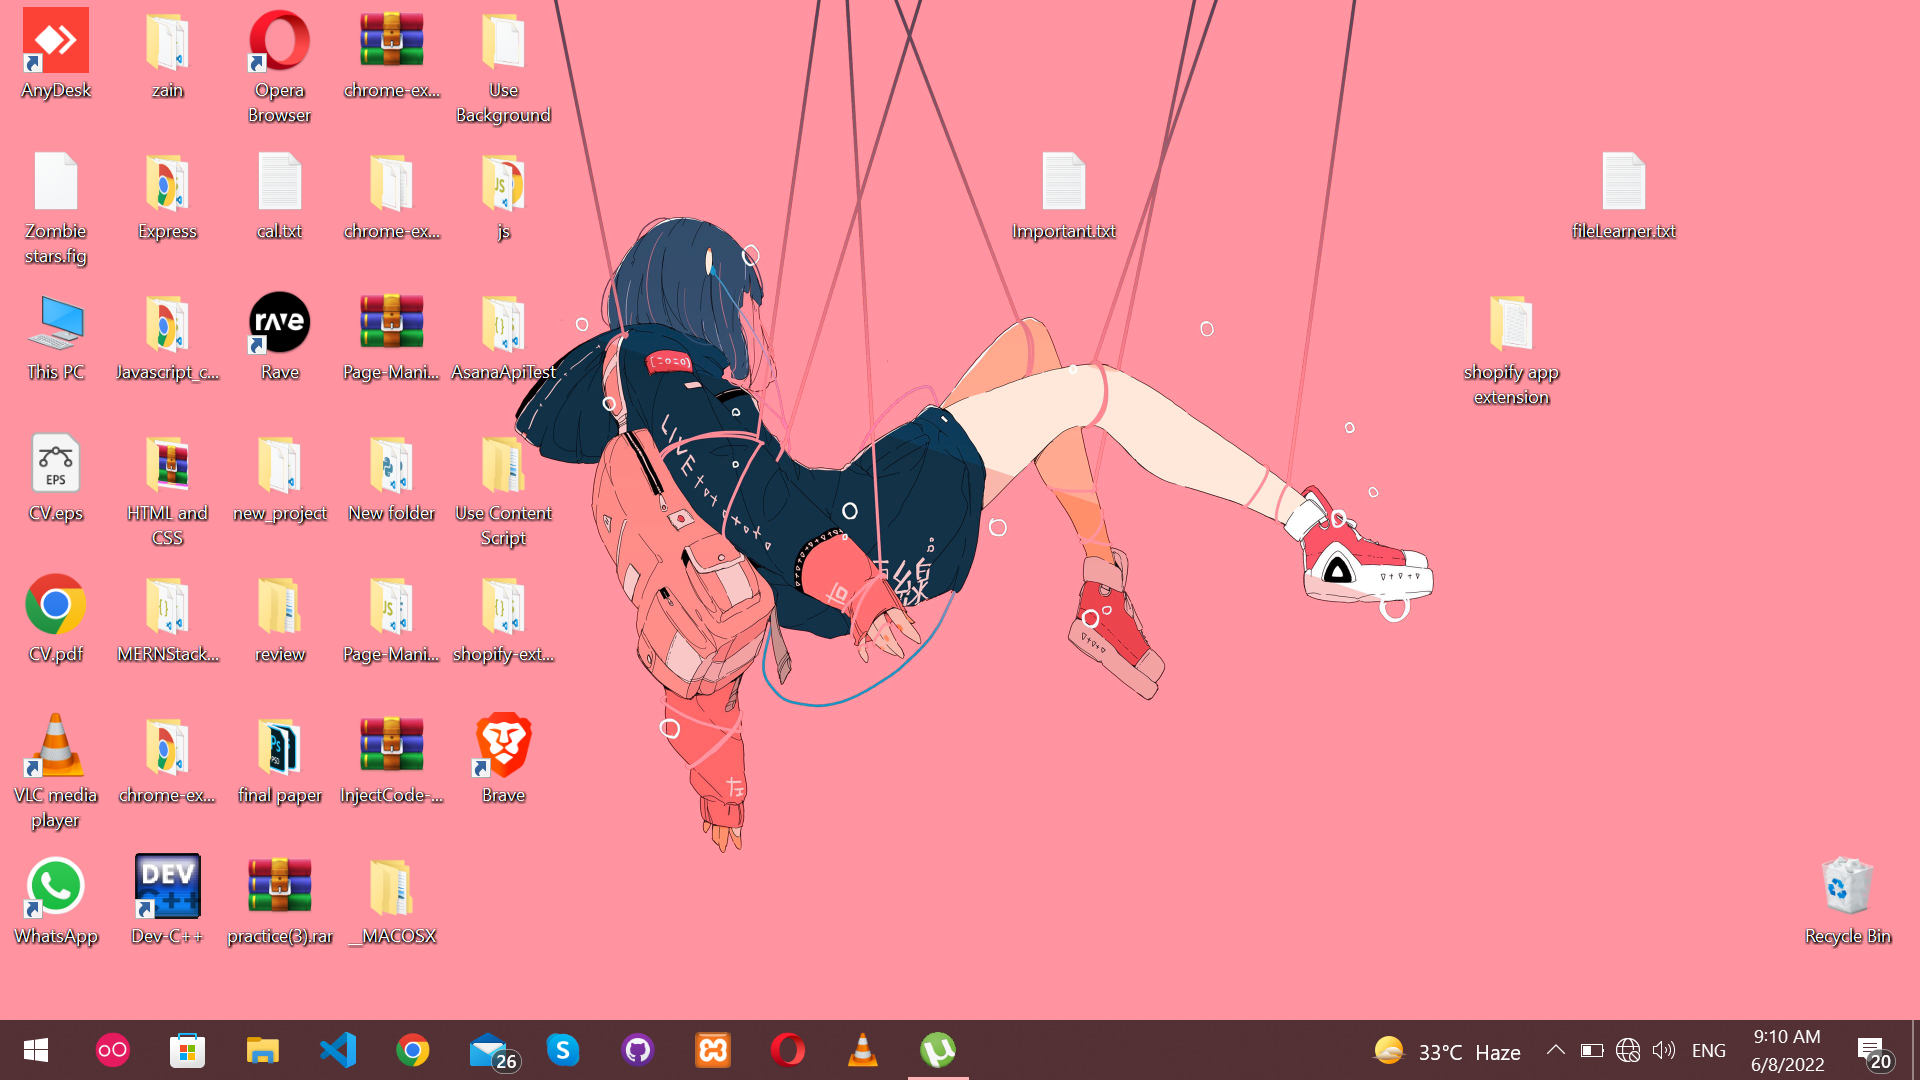 AnyDesk
zain
Opera
Browser
chrome-ex...
Use
Background
Zombie
stars.fig
Express
cal.txt
chrome-ex...
js
Important.txt
fileLearner.txt
This PC
Javascript_c...
rave
Rave
Page-Mani...
AsanaApiTest
shopify app
extension
EPS
CV.eps
HTML and
CSS
new_project
New folder
Use Content
Script
CV.pdf
MERNStack...
review
Page-Mani...
shopify-ext...
VLC media
player
chrome-ex...
final paper
InjectCode-...
Brave
WhatsApp
DEV
C++
Dev-C++
practice(3).rar
__MACOSX
Recycle Bin
LIVE
線
26
33°C Haze
ENG
9:10 AM
6/8/2022
20